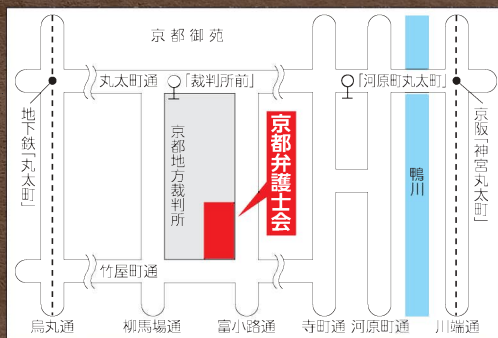 京都御苑
丸太町通
「裁判所前」
「河原町丸太町」
地下鉄「丸太町」
京都地方裁判所
京都弁護士会
鴨川
京阪「神宮丸太町」
竹屋町通
烏丸通
柳馬場通
富小路通
寺町通
河原町通
川端通